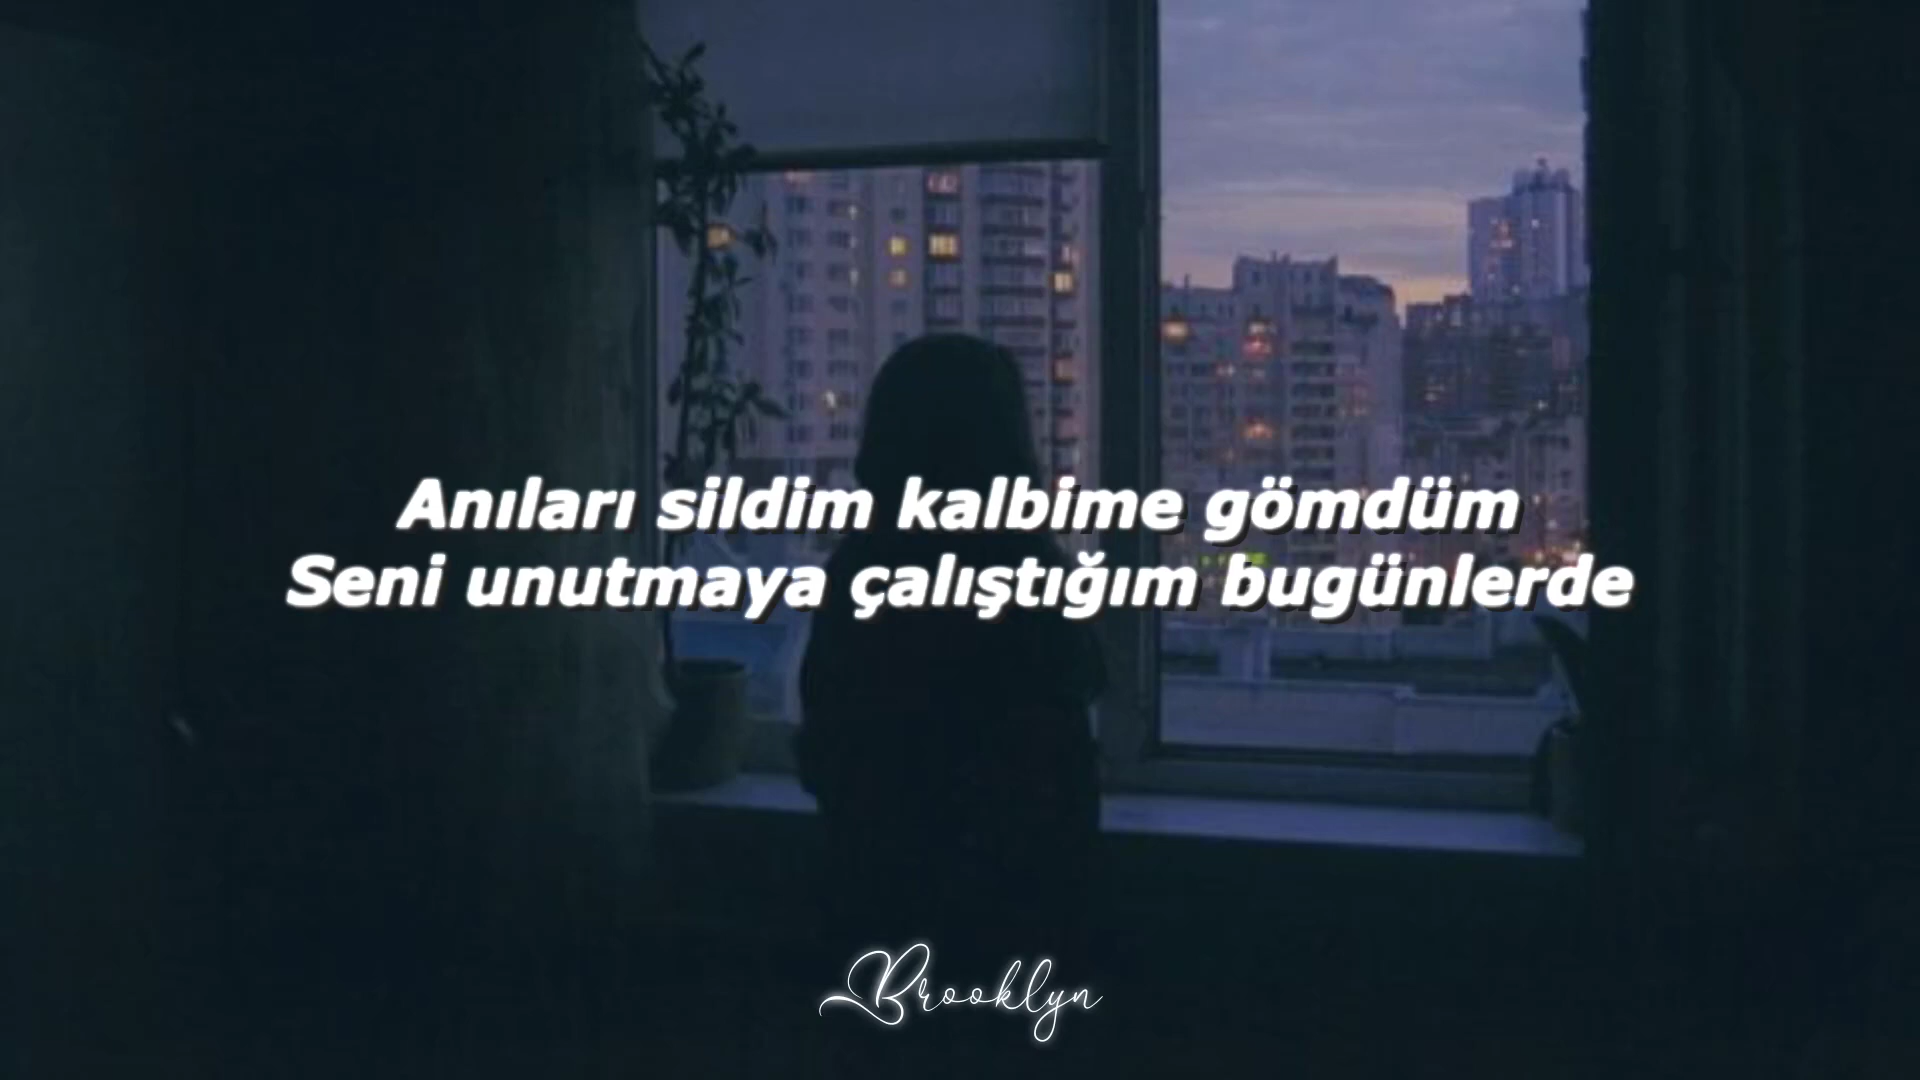 Anıları sildim kalbime gömdüm
Seni unutmaya çalıştığım bugünlerde
Brooklyn